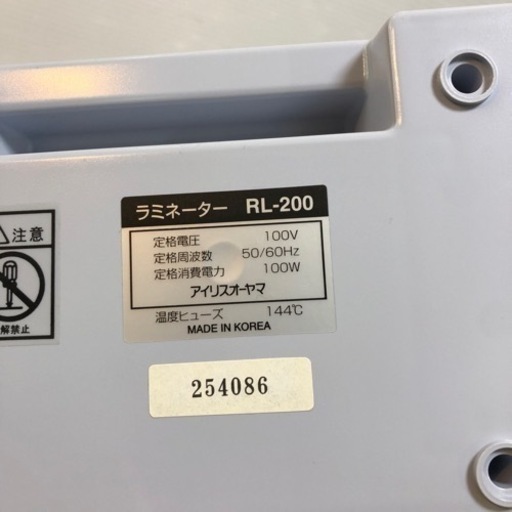 ラミネーター RL-200
定格電圧 100V
定格周波数 50/60Hz
定格消費電力 100W
アイリスオーヤマ
温度ヒューズ 144℃
MADE IN KOREA
注意
解禁止
254086